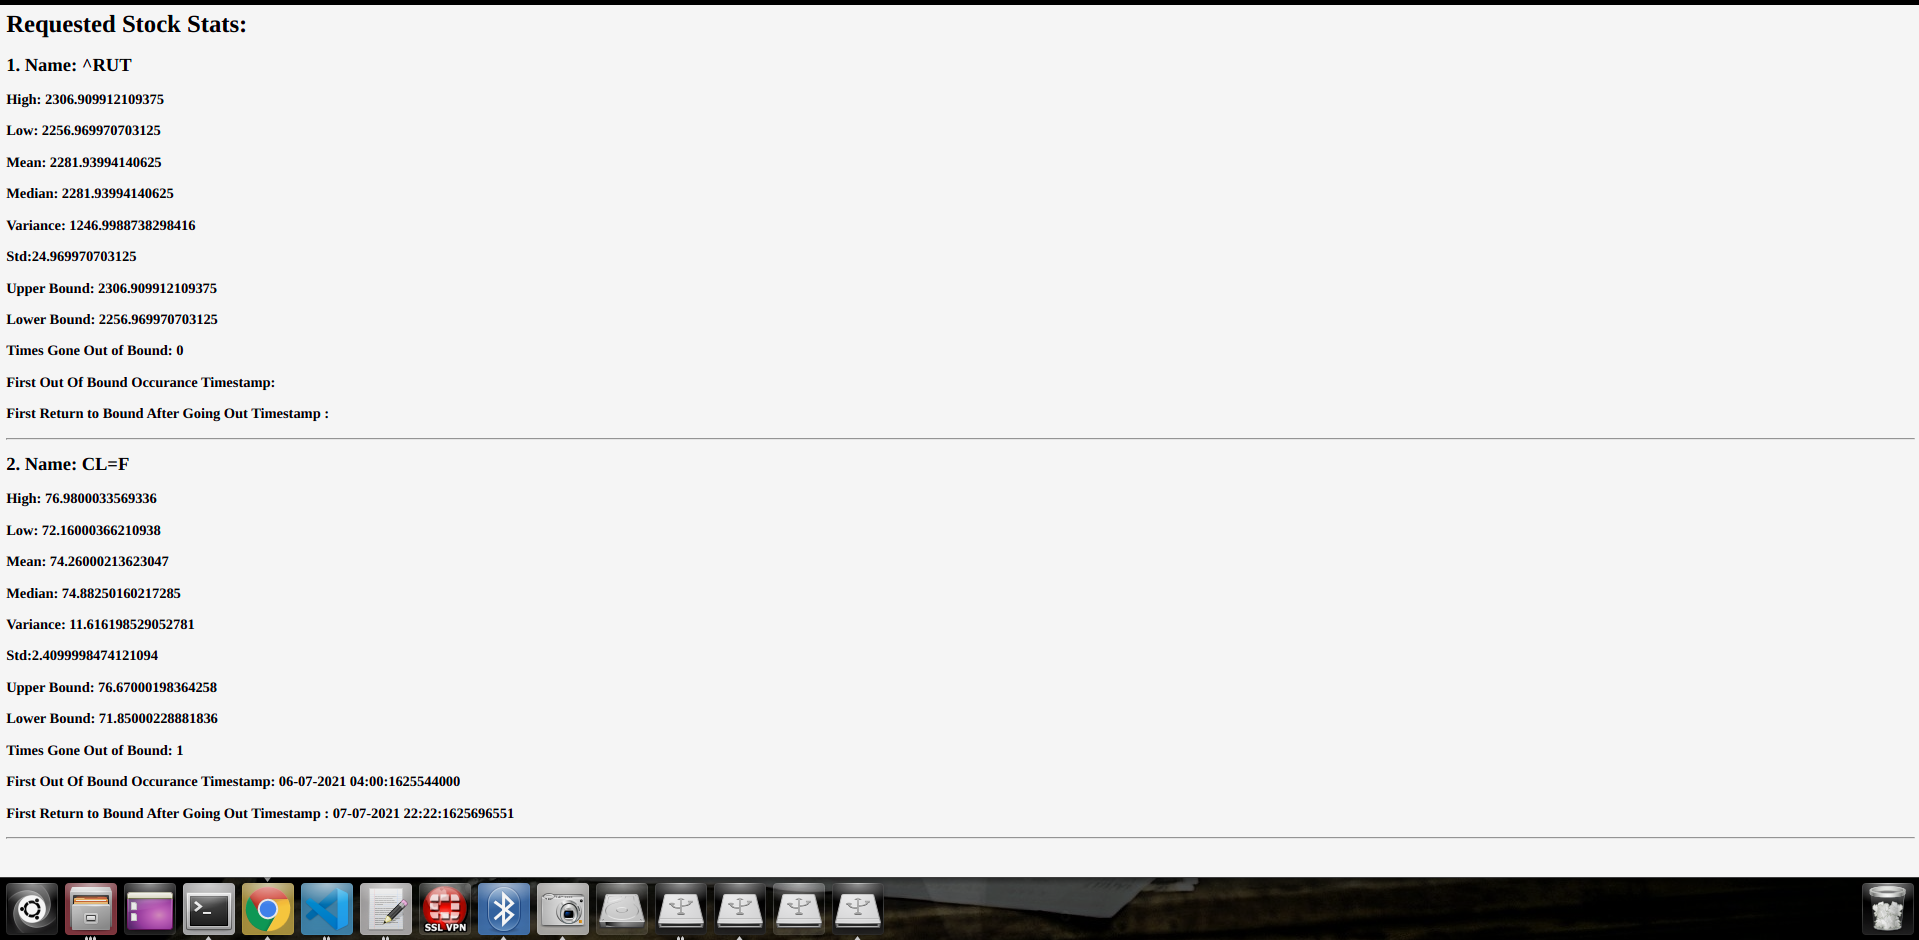 Requested Stock Stats:
1. Name: ^RUT
High: 2306.909912109375
Low: 2256.969970703125
Mean: 2281.93994140625
Median: 2281.93994140625
Variance: 1246.9988738298416
Std:24.969970703125
Upper Bound: 2306.909912109375
Lower Bound: 2256.969970703125
Times Gone Out of Bound: 0
First Out Of Bound Occurance Timestamp:
First Return to Bound After Going Out Timestamp :
2. Name: CL=F
High: 76.9800033569336
Low: 72.16000366210938
Mean: 74.26000213623047
Median: 74.88250160217285
Variance: 11.616198529052781
Std:2.4099998474121094
Upper Bound: 76.67000198364258
Lower Bound: 71.85000228881836
Times Gone Out of Bound: 1
First Out Of Bound Occurance Timestamp: 06-07-2021 04:00:1625544000
First Return to Bound After Going Out Timestamp : 07-07-2021 22:22:1625696551
>_
SSL VPN